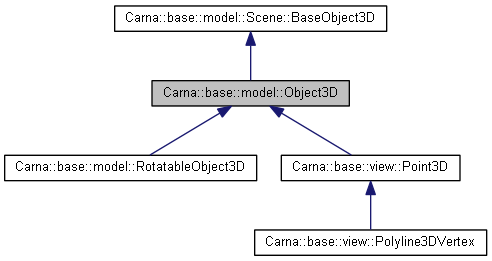 Carna::base::model::Scene::BaseObject3D
Carna::base::model::Object3D
Carna::base::model::RotatableObject3D
Carna::base::view::Point3D
Carna::base::view::Polyline3DVertex